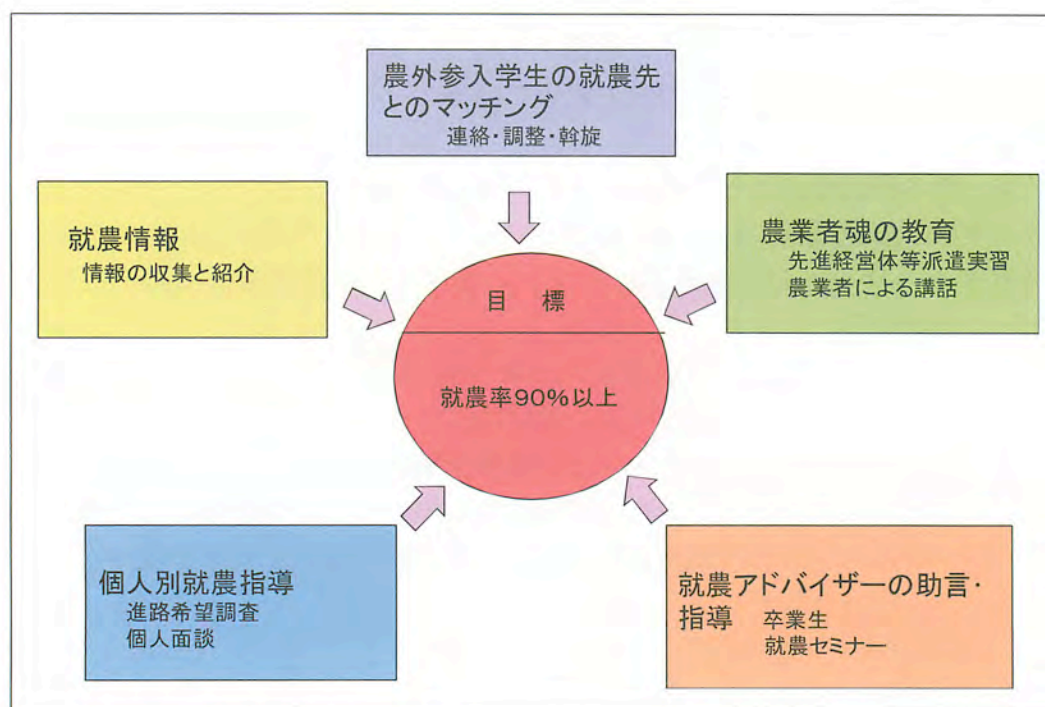 農外参入学生の就農先
とのマッチング
連絡・調整・斡旋
就農情報
情報の収集と紹介
農業者魂の教育
先進経営体等派遣実習
農業者による講話
目　標
就農率90%以上
個人別就農指導
進路希望調査
個人面談
就農アドバイザーの助言・
指導　卒業生
就農セミナー